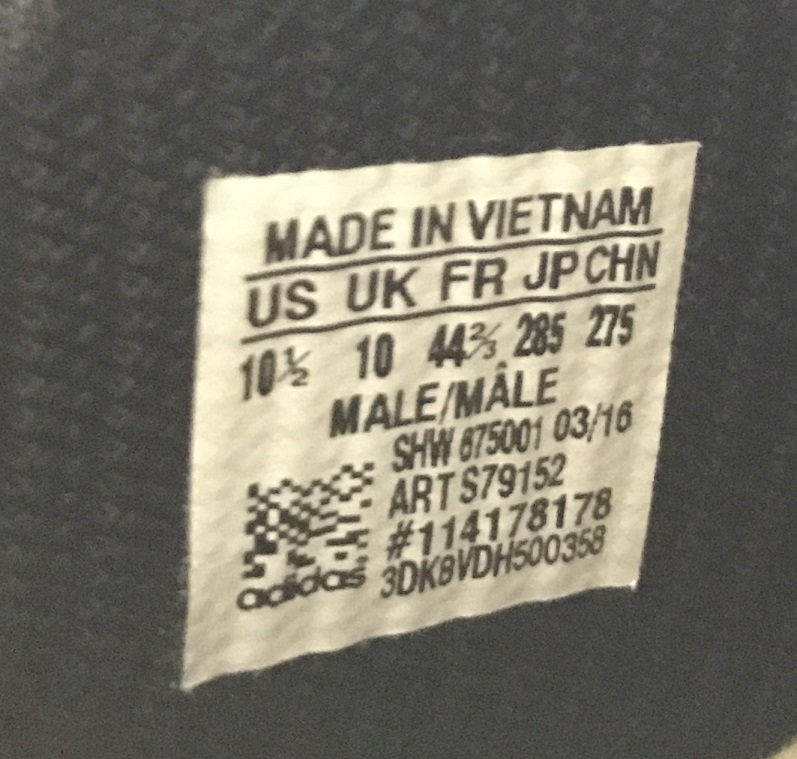 MADE IN VIETNAM
US UK FR JP CHN
10½ 10 44⅔ 285 275
MALE/MÂLE
SHW 675001 03/16
ART S79152
#114178178
3DK8VDH500358
adidas